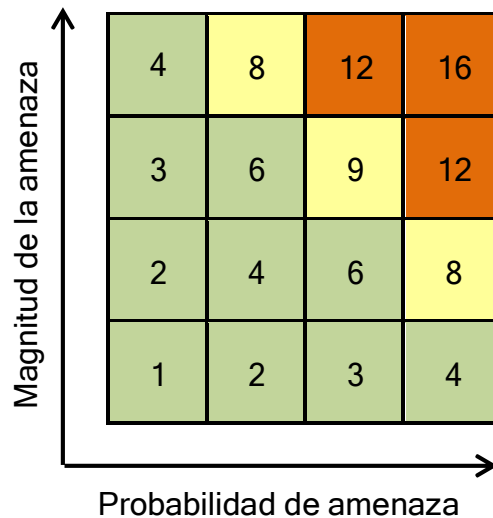 Magnitud de la amenaza
4 8 12 16
3 6 9 12
2 4 6 8
1 2 3 4
Probabilidad de amenaza